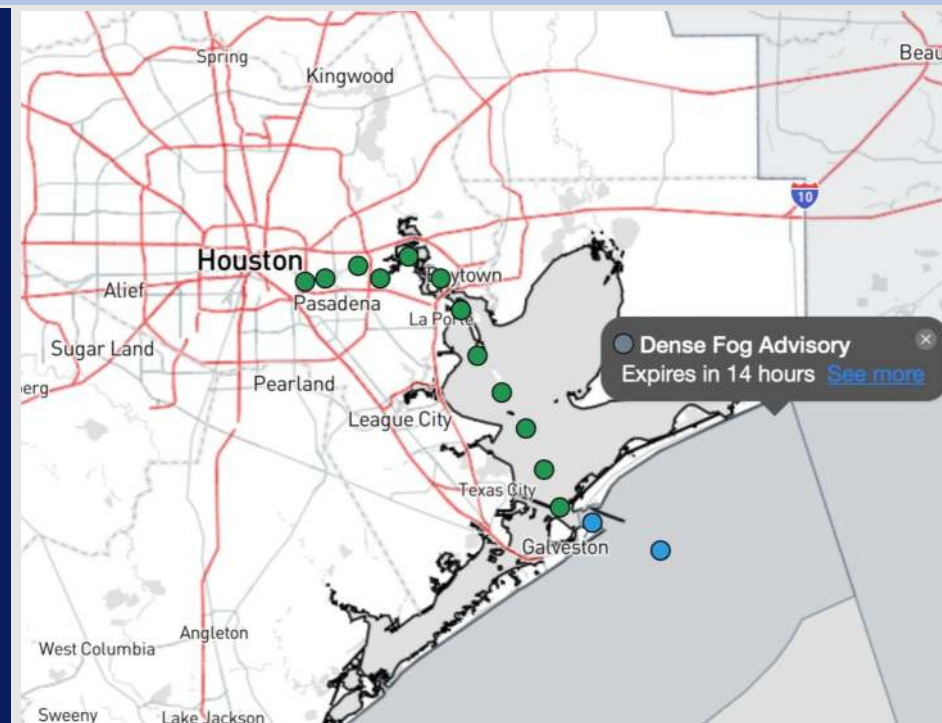 Spring
Kingwood
Beau
10
Houston
Baytown
Alief
Pasadena
La Porte
Sugar Land
Dense Fog Advisory
Expires in 14 hours See more
berg
Pearland
League City
Texas City
Galveston
Angleton
West Columbia
Sweeny
Lake Jackson